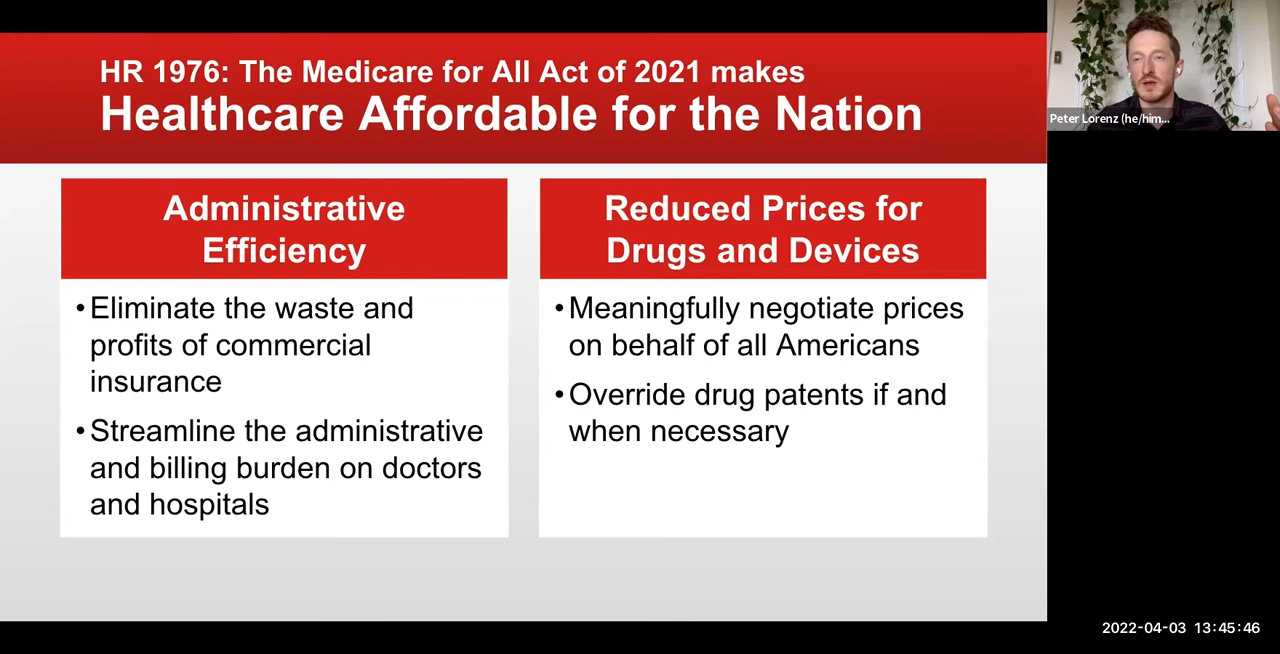 HR 1976: The Medicare for All Act of 2021 makes
Healthcare Affordable for the Nation
Administrative
Efficiency
•Eliminate the waste and
profits of commercial
insurance
•Streamline the administrative
and billing burden on doctors
and hospitals
Reduced Prices for
Drugs and Devices
•Meaningfully negotiate prices
on behalf of all Americans
•Override drug patents if and
when necessary
Peter Lorenz (he/him...
2022-04-03 13:45:46